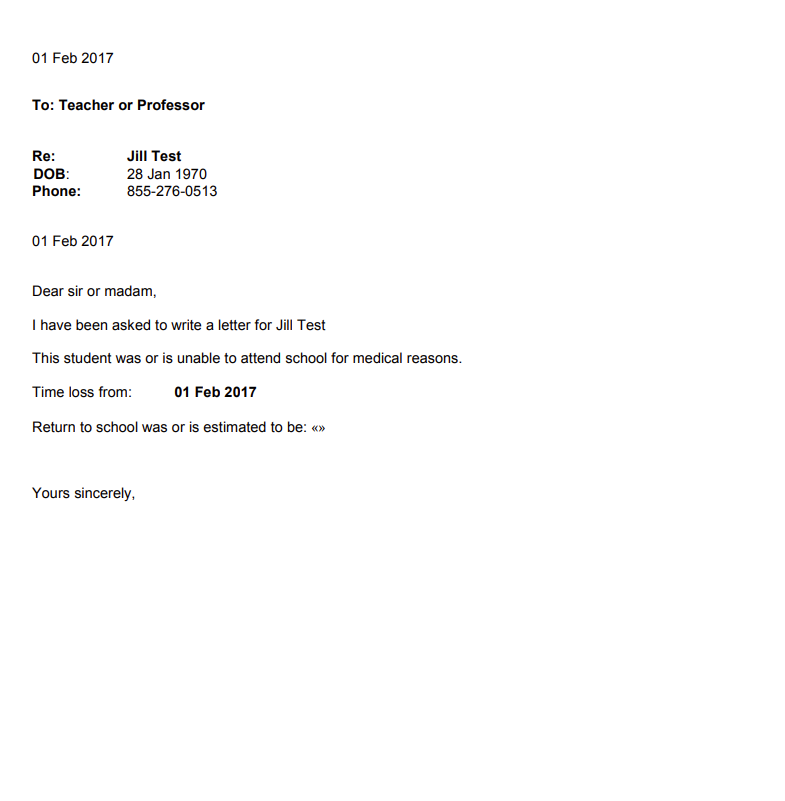 01 Feb 2017
To: Teacher or Professor
Re: Jill Test
DOB: 28 Jan 1970
Phone: 855-276-0513
01 Feb 2017
Dear sir or madam,
I have been asked to write a letter for Jill Test
This student was or is unable to attend school for medical reasons.
Time loss from: 01 Feb 2017
Return to school was or is estimated to be: «»
Yours sincerely,